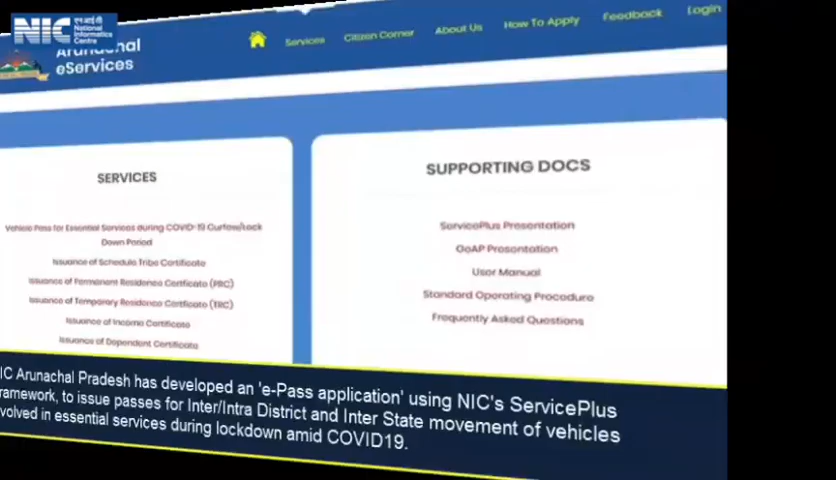 NIC
एन आई सी
National
Informatics
Centre
Arunachal
eServices
Services
Citizen Corner
About Us
How To Apply
Feedback
Login
SERVICES
Vehicle Pass for Essential Services during COVID-19 Curfew/Lock
Down Period
Issuance of Schedule Tribe Certificate
Issuance of Permanent Residence Certificate (PRC)
Issuance of Temporary Residence Certificate (TRC)
Issuance of Income Certificate
Issuance of Dependent Certificate
SUPPORTING DOCS
ServicePlus Presentation
GoAP Presentation
User Manual
Standard Operating Procedure
Frequently Asked Questions
IC Arunachal Pradesh has developed an 'e-Pass application' using NIC's ServicePlus
ramework, to issue passes for Inter/Intra District and Inter State movement of vehicles
volved in essential services during lockdown amid COVID19.